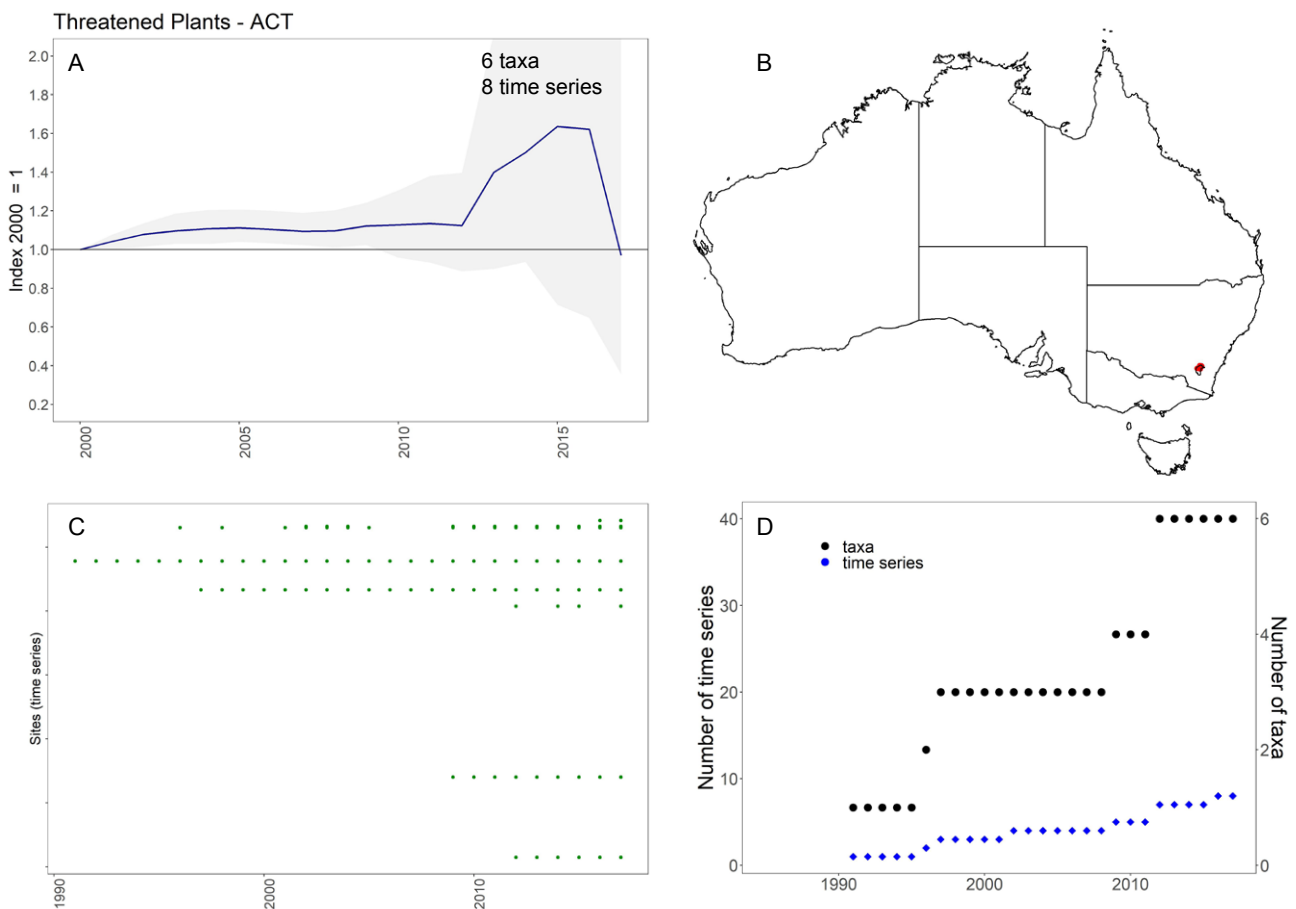 Threatened Plants - ACT
A
6 taxa
8 time series
Index 2000 = 1
2.0
1.8
1.6
1.4
1.2
1.0
0.8
0.6
0.4
0.2
2000
2005
2010
2015
B
C
Sites (time series)
1990
2000
2010
D
taxa
time series
Number of time series
40
30
20
10
0
Number of taxa
6
4
2
0
1990
2000
2010